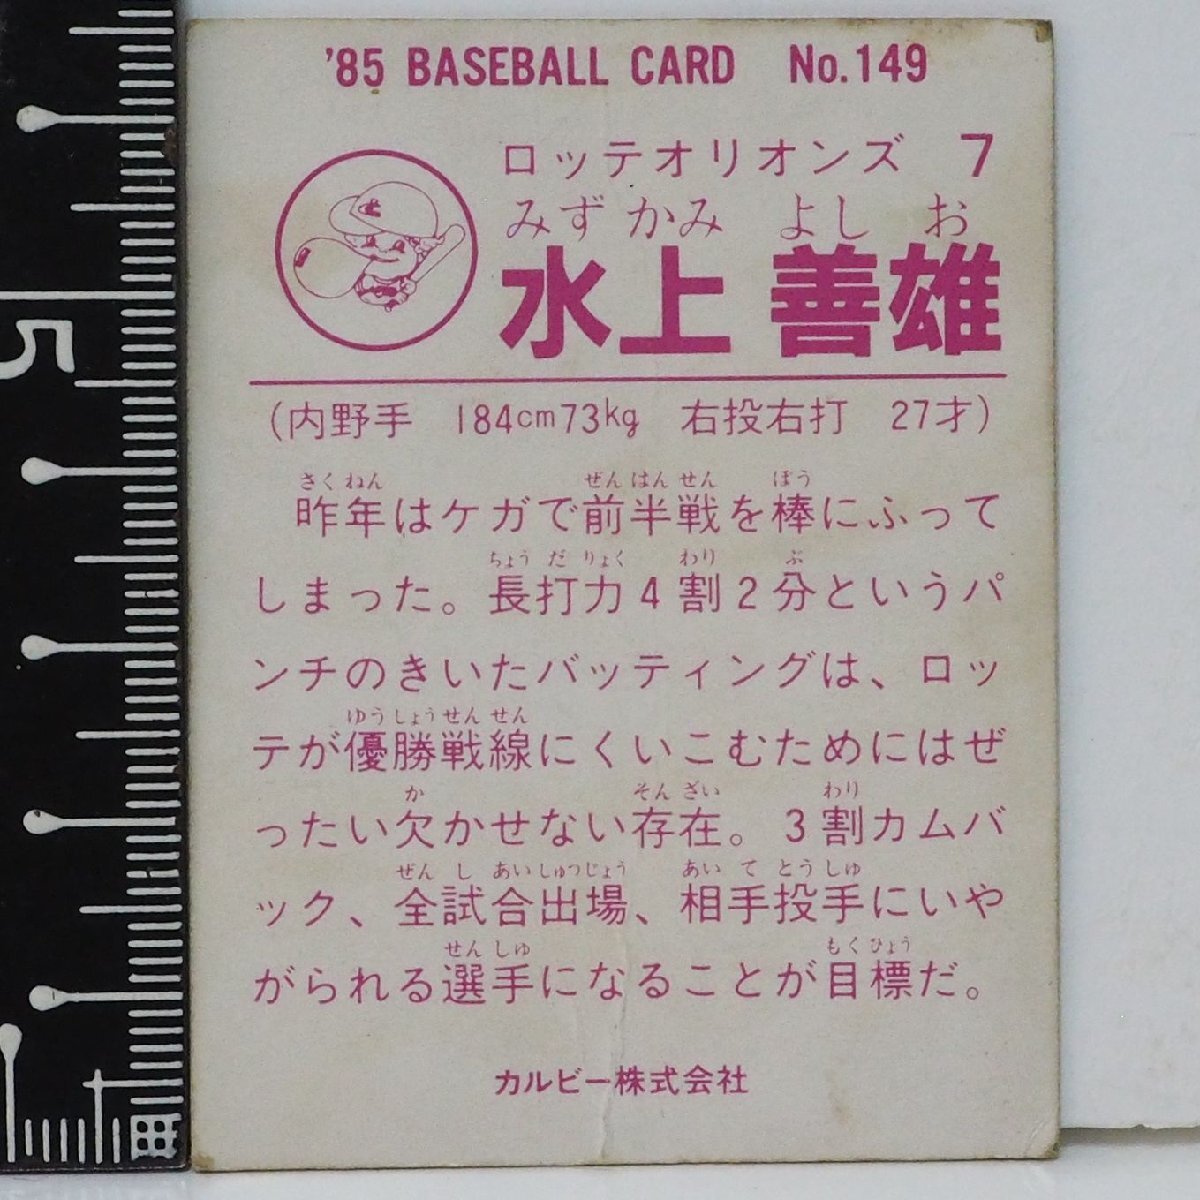 '85 BASEBALL CARD No.149
ロッテオリオンズ 7
みずかみ よしお
水上 善雄
(内野手 184cm73kg 右投右打 27才)
さくねん ぜんはんせん ぼう
昨年はケガで前半戦を棒にふって
ちょうだりょく わり ぶ
しまった。長打力4割2分というパ
ンチのきいたバッティングは、ロッ
ゆうしょうせんせん
テが優勝戦線にくいこむためにはぜ
か そんざい わり
ったい欠かせない存在。3割カムバ
ぜんしあいしゅつじょう あいてとうしゅ
ック、全試合出場、相手投手にいや
せんしゅ もくひょう
がられる選手になることが目標だ。
カルビー株式会社
5